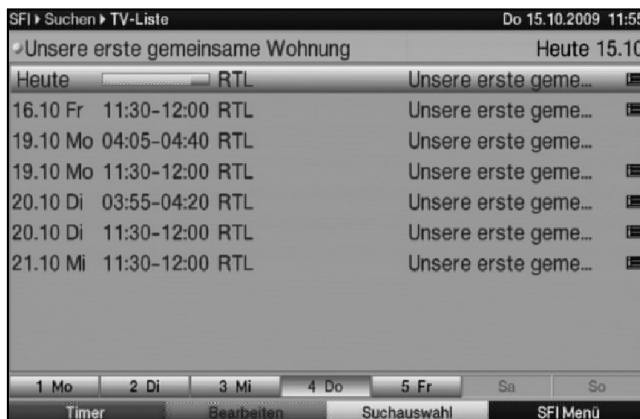 SFI Suchen TV-Liste Do 15.10.2009 11:55
Unsere erste gemeinsame Wohnung Heute 15.10
Heute RTL Unsere erste geme...
16.10 Fr 11:30-12:00 RTL Unsere erste geme...
19.10 Mo 04:05-04:40 RTL Unsere erste geme...
19.10 Mo 11:30-12:00 RTL Unsere erste geme...
20.10 Di 03:55-04:20 RTL Unsere erste geme...
20.10 Di 11:30-12:00 RTL Unsere erste geme...
21.10 Mi 11:30-12:00 RTL Unsere erste geme...
1 Mo 2 Di 3 Mi 4 Do 5 Fr Sa So
Timer Bearbeiten Suchauswahl SFI Menü